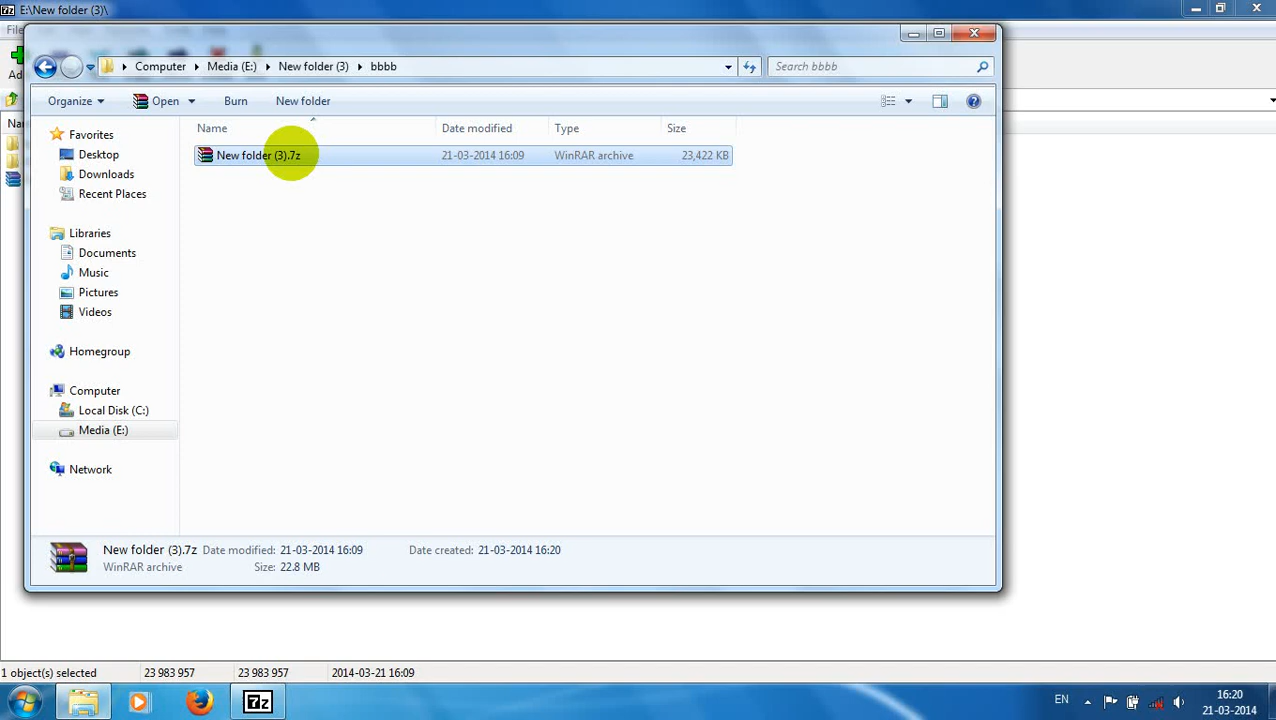 7z E:\New folder (3)\
File
Computer Media (E:) New folder (3) bbbb Search bbbb
Organize Open Burn New folder
Name Date modified Type Size
New folder (3).7z 21-03-2014 16:09 WinRAR archive 23,422 KB
Favorites
Desktop
Downloads
Recent Places
Libraries
Documents
Music
Pictures
Videos
Homegroup
Computer
Local Disk (C:)
Media (E:)
Network
New folder (3).7z Date modified: 21-03-2014 16:09 Date created: 21-03-2014 16:20
WinRAR archive Size: 22.8 MB
1 object(s) selected 23 983 957 23 983 957 2014-03-21 16:09
7z EN 16:20
21-03-2014